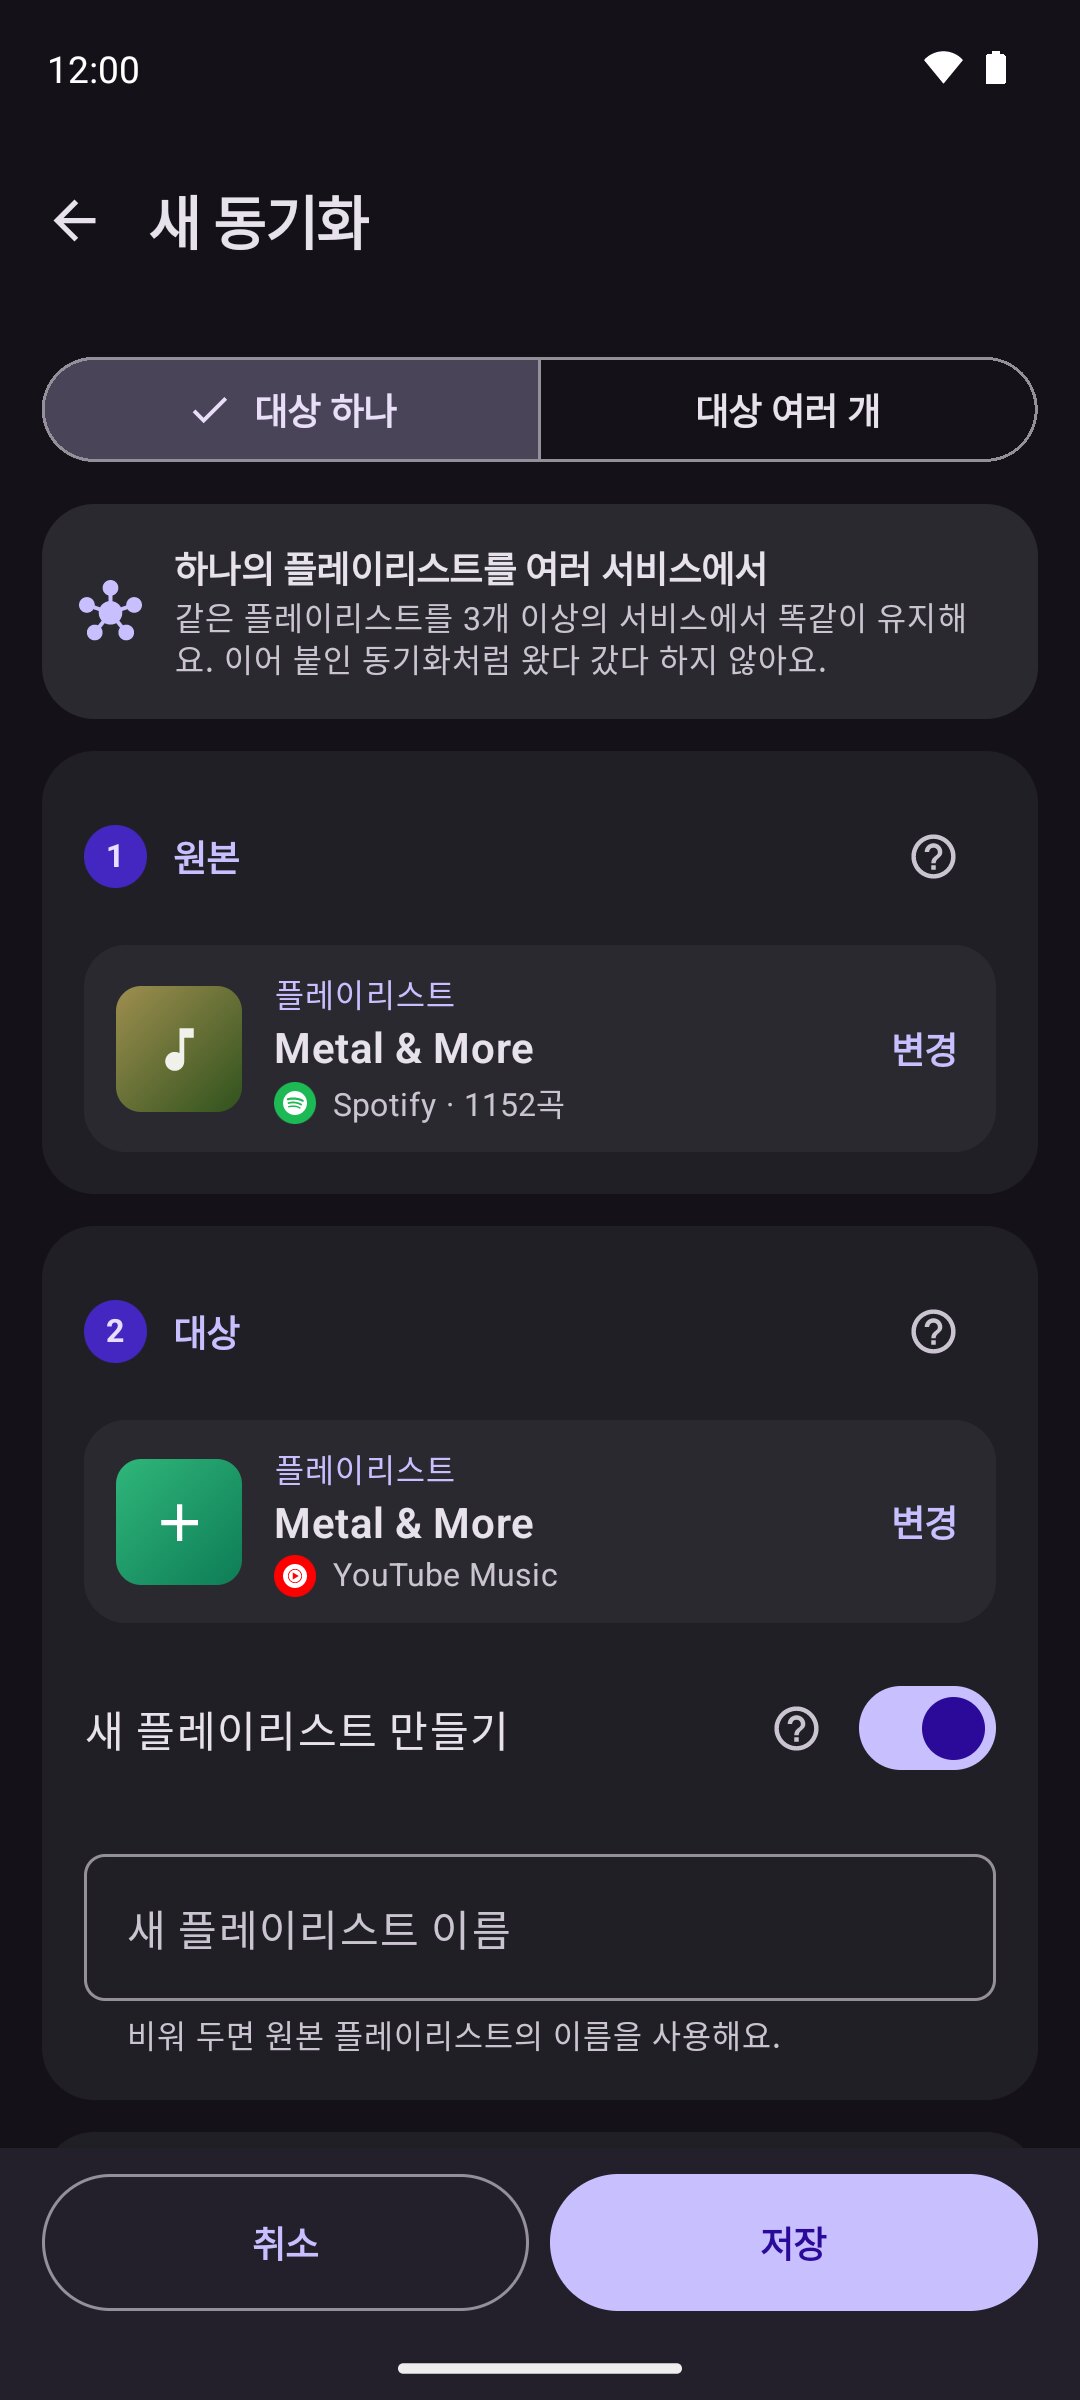 12:00
새 동기화
대상 하나
대상 여러 개
하나의 플레이리스트를 여러 서비스에서
같은 플레이리스트를 3개 이상의 서비스에서 똑같이 유지해
요. 이어 붙인 동기화처럼 왔다 갔다 하지 않아요.
1 원본
플레이리스트
Metal & More
변경
Spotify · 1152곡
2 대상
플레이리스트
Metal & More
변경
YouTube Music
새 플레이리스트 만들기
새 플레이리스트 이름
비워 두면 원본 플레이리스트의 이름을 사용해요.
취소
저장